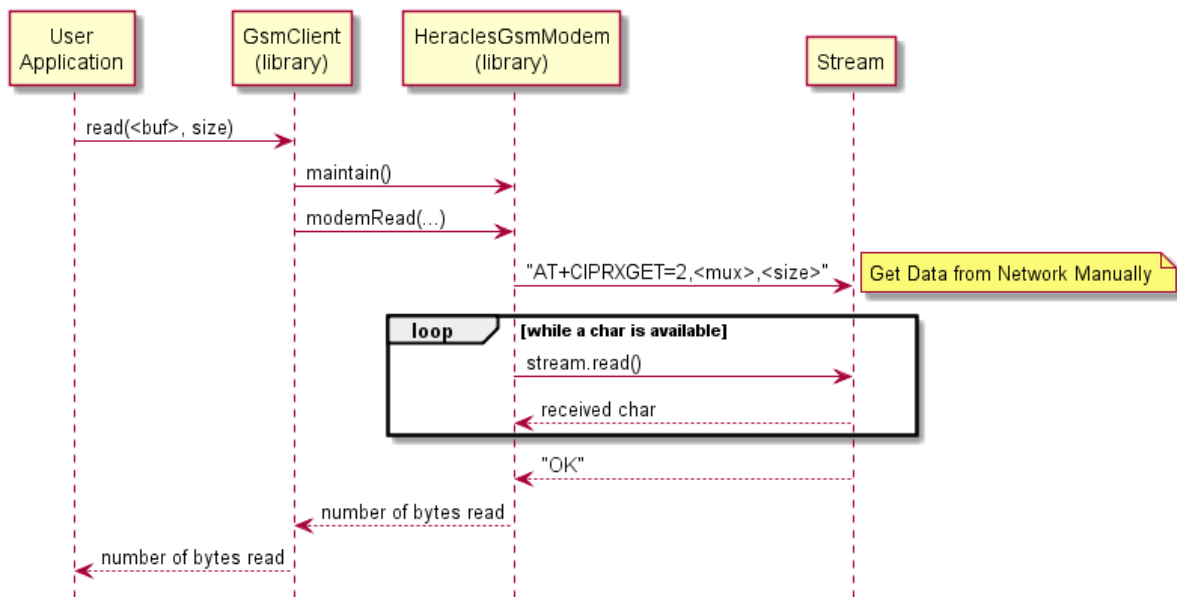 User
Application
GsmClient
(library)
HeraclesGsmModem
(library)
Stream
read(<buf>, size)
maintain()
modemRead(...)
"AT+CIPRXGET=2,<mux>,<size>"
Get Data from Network Manually
loop
[while a char is available]
stream.read()
received char
"OK"
number of bytes read
number of bytes read